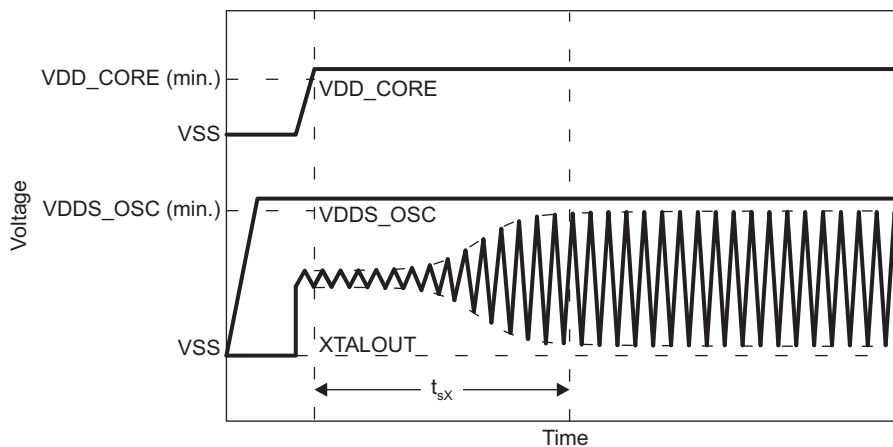 VDD_CORE (min.)
VDD_CORE
VSS
Voltage
VDDS_OSC (min.)
VDDS_OSC
VSS
XTALOUT
tsX
Time